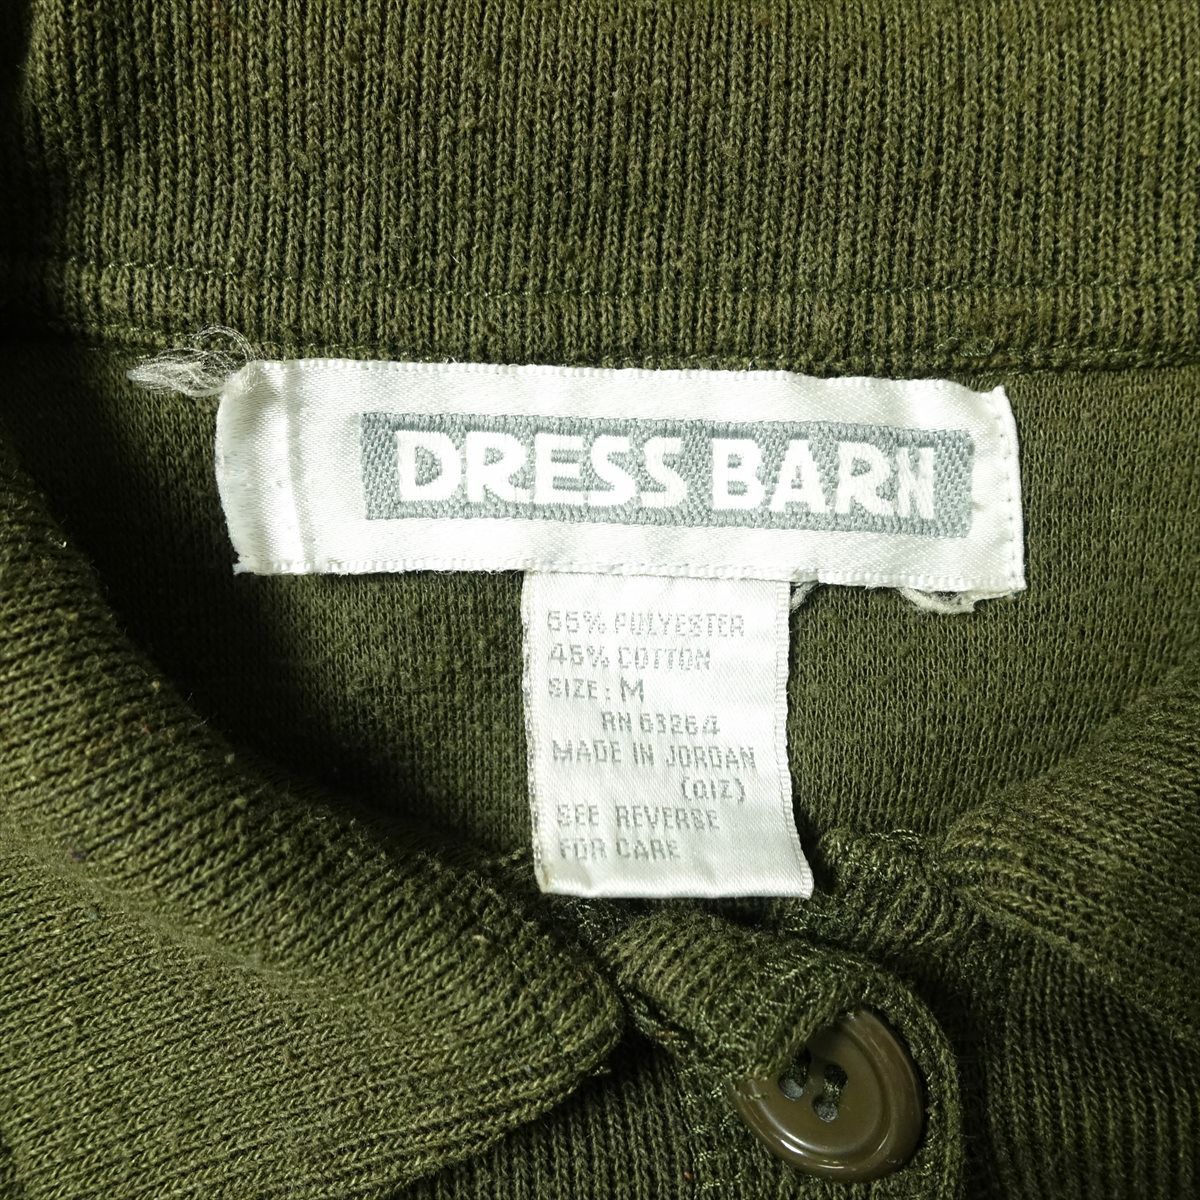 DRESS BARN
55% POLYESTER
45% COTTON
SIZE: M
RN 63264
MADE IN JORDAN
(QIZ)
SEE REVERSE
FOR CARE